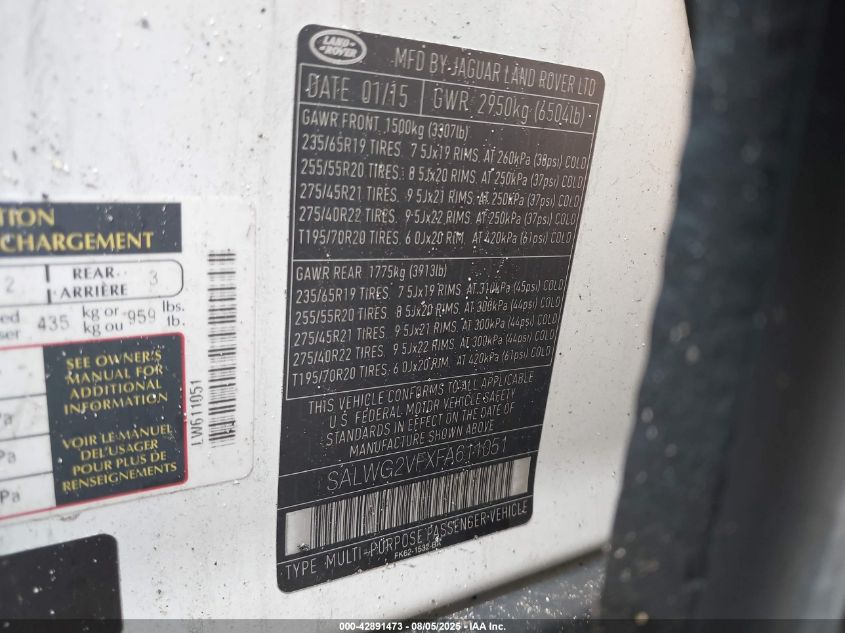 LAND ROVER
MFD BY JAGUAR LAND ROVER LTD
DATE 01/15 GWR 2950kg (6504lb)
GAWR FRONT 1500kg (3307lb)
235/65R19 TIRES. 7 5Jx19 RIMS. AT 260kPa (38psi) COLD
255/55R20 TIRES. 8 5Jx20 RIMS. AT 250kPa (37psi) COLD
275/45R21 TIRES. 9 5Jx21 RIMS. AT 250kPa (37psi) COLD
275/40R22 TIRES. 9 5Jx22 RIMS. AT 250kPa (37psi) COLD
T195/70R20 TIRES. 6 0Jx20 RIM. AT 420kPa (61psi) COLD
GAWR REAR 1775kg (3913lb)
235/65R19 TIRES 7 5Jx19 RIMS. AT 310kPa (45psi) COLD
255/55R20 TIRES. 8 5Jx20 RIMS. AT 300kPa (44psi) COLD
275/45R21 TIRES. 9 5Jx21 RIMS. AT 300kPa (44psi) COLD
275/40R22 TIRES. 9 5Jx22 RIMS. AT 300kPa (44psi) COLD
T195/70R20 TIRES: 6 0Jx20 RIM. AT 420kPa (61psi) COLD
THIS VEHICLE CONFORMS TO ALL APPLICABLE
U S FEDERAL MOTOR VEHICLE SAFETY
STANDARDS IN EFFECT ON THE DATE OF
MANUFACTURE SHOWN ABOVE
SALWG2VFXFA611051
TYPE MULTI-PURPOSE PASSENGER VEHICLE
TION
CHARGEMENT
2 REAR 3
ARRIÈRE
435 kg or 959 lbs.
kg ou lb.
SEE OWNER'S
MANUAL FOR
ADDITIONAL
INFORMATION
VOIR LE MANUEL
DE L'USAGER
POUR PLUS DE
RENSEIGNEMENTS
Pa
Pa
LW611051
000-42891473 - 08/05/2025 - IAA Inc.